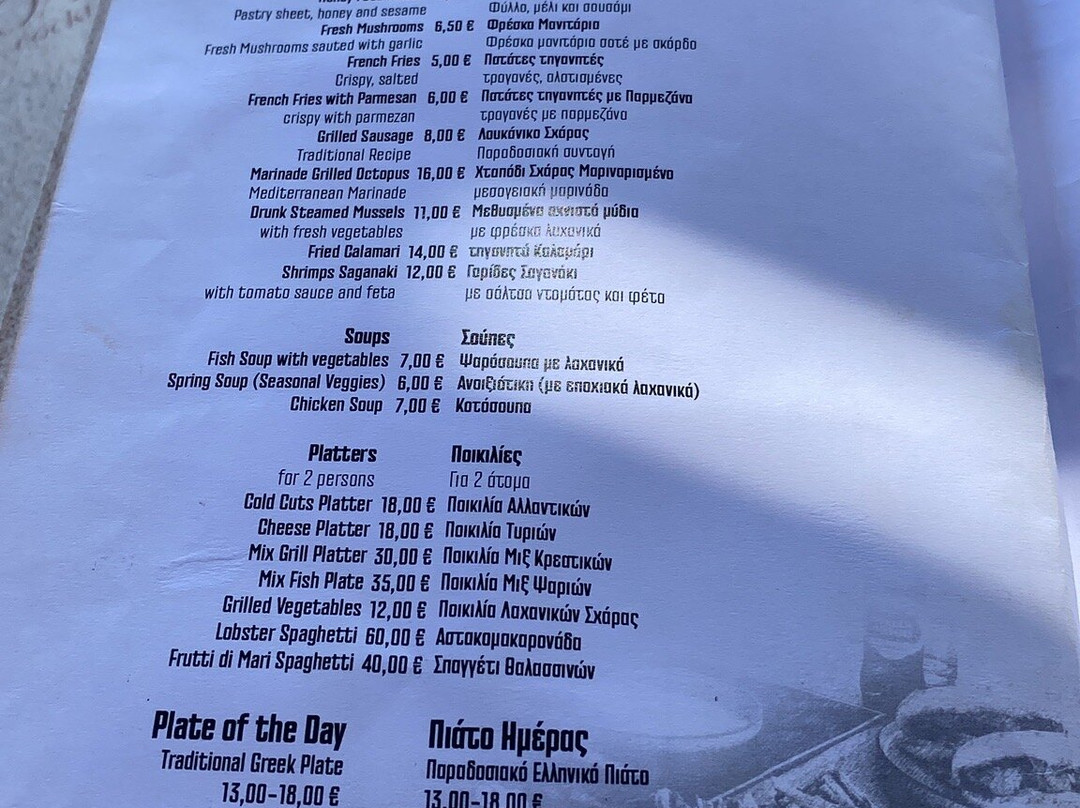 Pastry sheet, honey and sesame Φύλλο, μέλι και σουσάμι
Fresh Mushrooms 6,50 € Φρέσκα Μανιτάρια
Fresh Mushrooms sauted with garlic Φρέσκα μανιτάρια σοτέ με σκόρδο
French Fries 5,00 € Πατάτες τηγανητές
Crispy, salted τραγανές, αλατισμένες
French Fries with Parmesan 6,00 € Πατάτες τηγανητές με Παρμεζάνα
crispy with parmezan τραγανές με παρμεζάνα
Grilled Sausage 8,00 € Λουκάνικο Σχάρας
Traditional Recipe Παραδοσιακή συνταγή
Marinade Grilled Octopus 16,00 € Χταπόδι Σχάρας Μαριναρισμένο
Mediterranean Marinade μεσογειακή μαρινάδα
Drunk Steamed Mussels 11,00 € Μεθυσμένα αχνιστά μύδια
with fresh vegetables με φρέσκα λαχανικά
Fried Calamari 14,00 € τηγανητό Καλαμάρι
Shrimps Saganaki 12,00 € Γαρίδες Σαγανάκι
with tomato sauce and feta με σάλτσα ντομάτας και φέτα
Soups Σούπες
Fish Soup with vegetables 7,00 € Ψαρόσουπα με λαχανικά
Spring Soup (Seasonal Veggies) 6,00 € Ανοιξιάτικη (με εποχιακά λαχανικά)
Chicken Soup 7,00 € Κοτόσουπα
Platters Ποικιλίες
for 2 persons Για 2 άτομα
Cold Cuts Platter 18,00 € Ποικιλία Αλλαντικών
Cheese Platter 18,00 € Ποικιλία Τυριών
Mix Grill Platter 30,00 € Ποικιλία Μιξ Κρεατικών
Mix Fish Plate 35,00 € Ποικιλία Μιξ Ψαριών
Grilled Vegetables 12,00 € Ποικιλία Λαχανικών Σχάρας
Lobster Spaghetti 60,00 € Αστακομακαρονάδα
Frutti di Mari Spaghetti 40,00 € Σπαγγέτι Θαλασσινών
Plate of the Day Πιάτο Ημέρας
Traditional Greek Plate Παραδοσιακό Ελληνικό Πιάτο
13,00-18,00 € 13,00-18,00 €